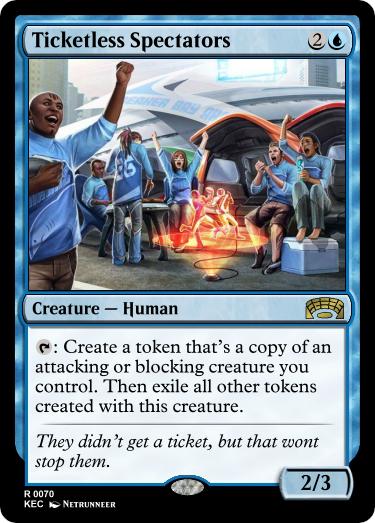 Ticketless Spectators 2
Creature — Human
: Create a token that's a copy of an
attacking or blocking creature you
control. Then exile all other tokens
created with this creature.
They didn't get a ticket, but that wont
stop them.
2/3
R 0070
KEC NETRUNNEER